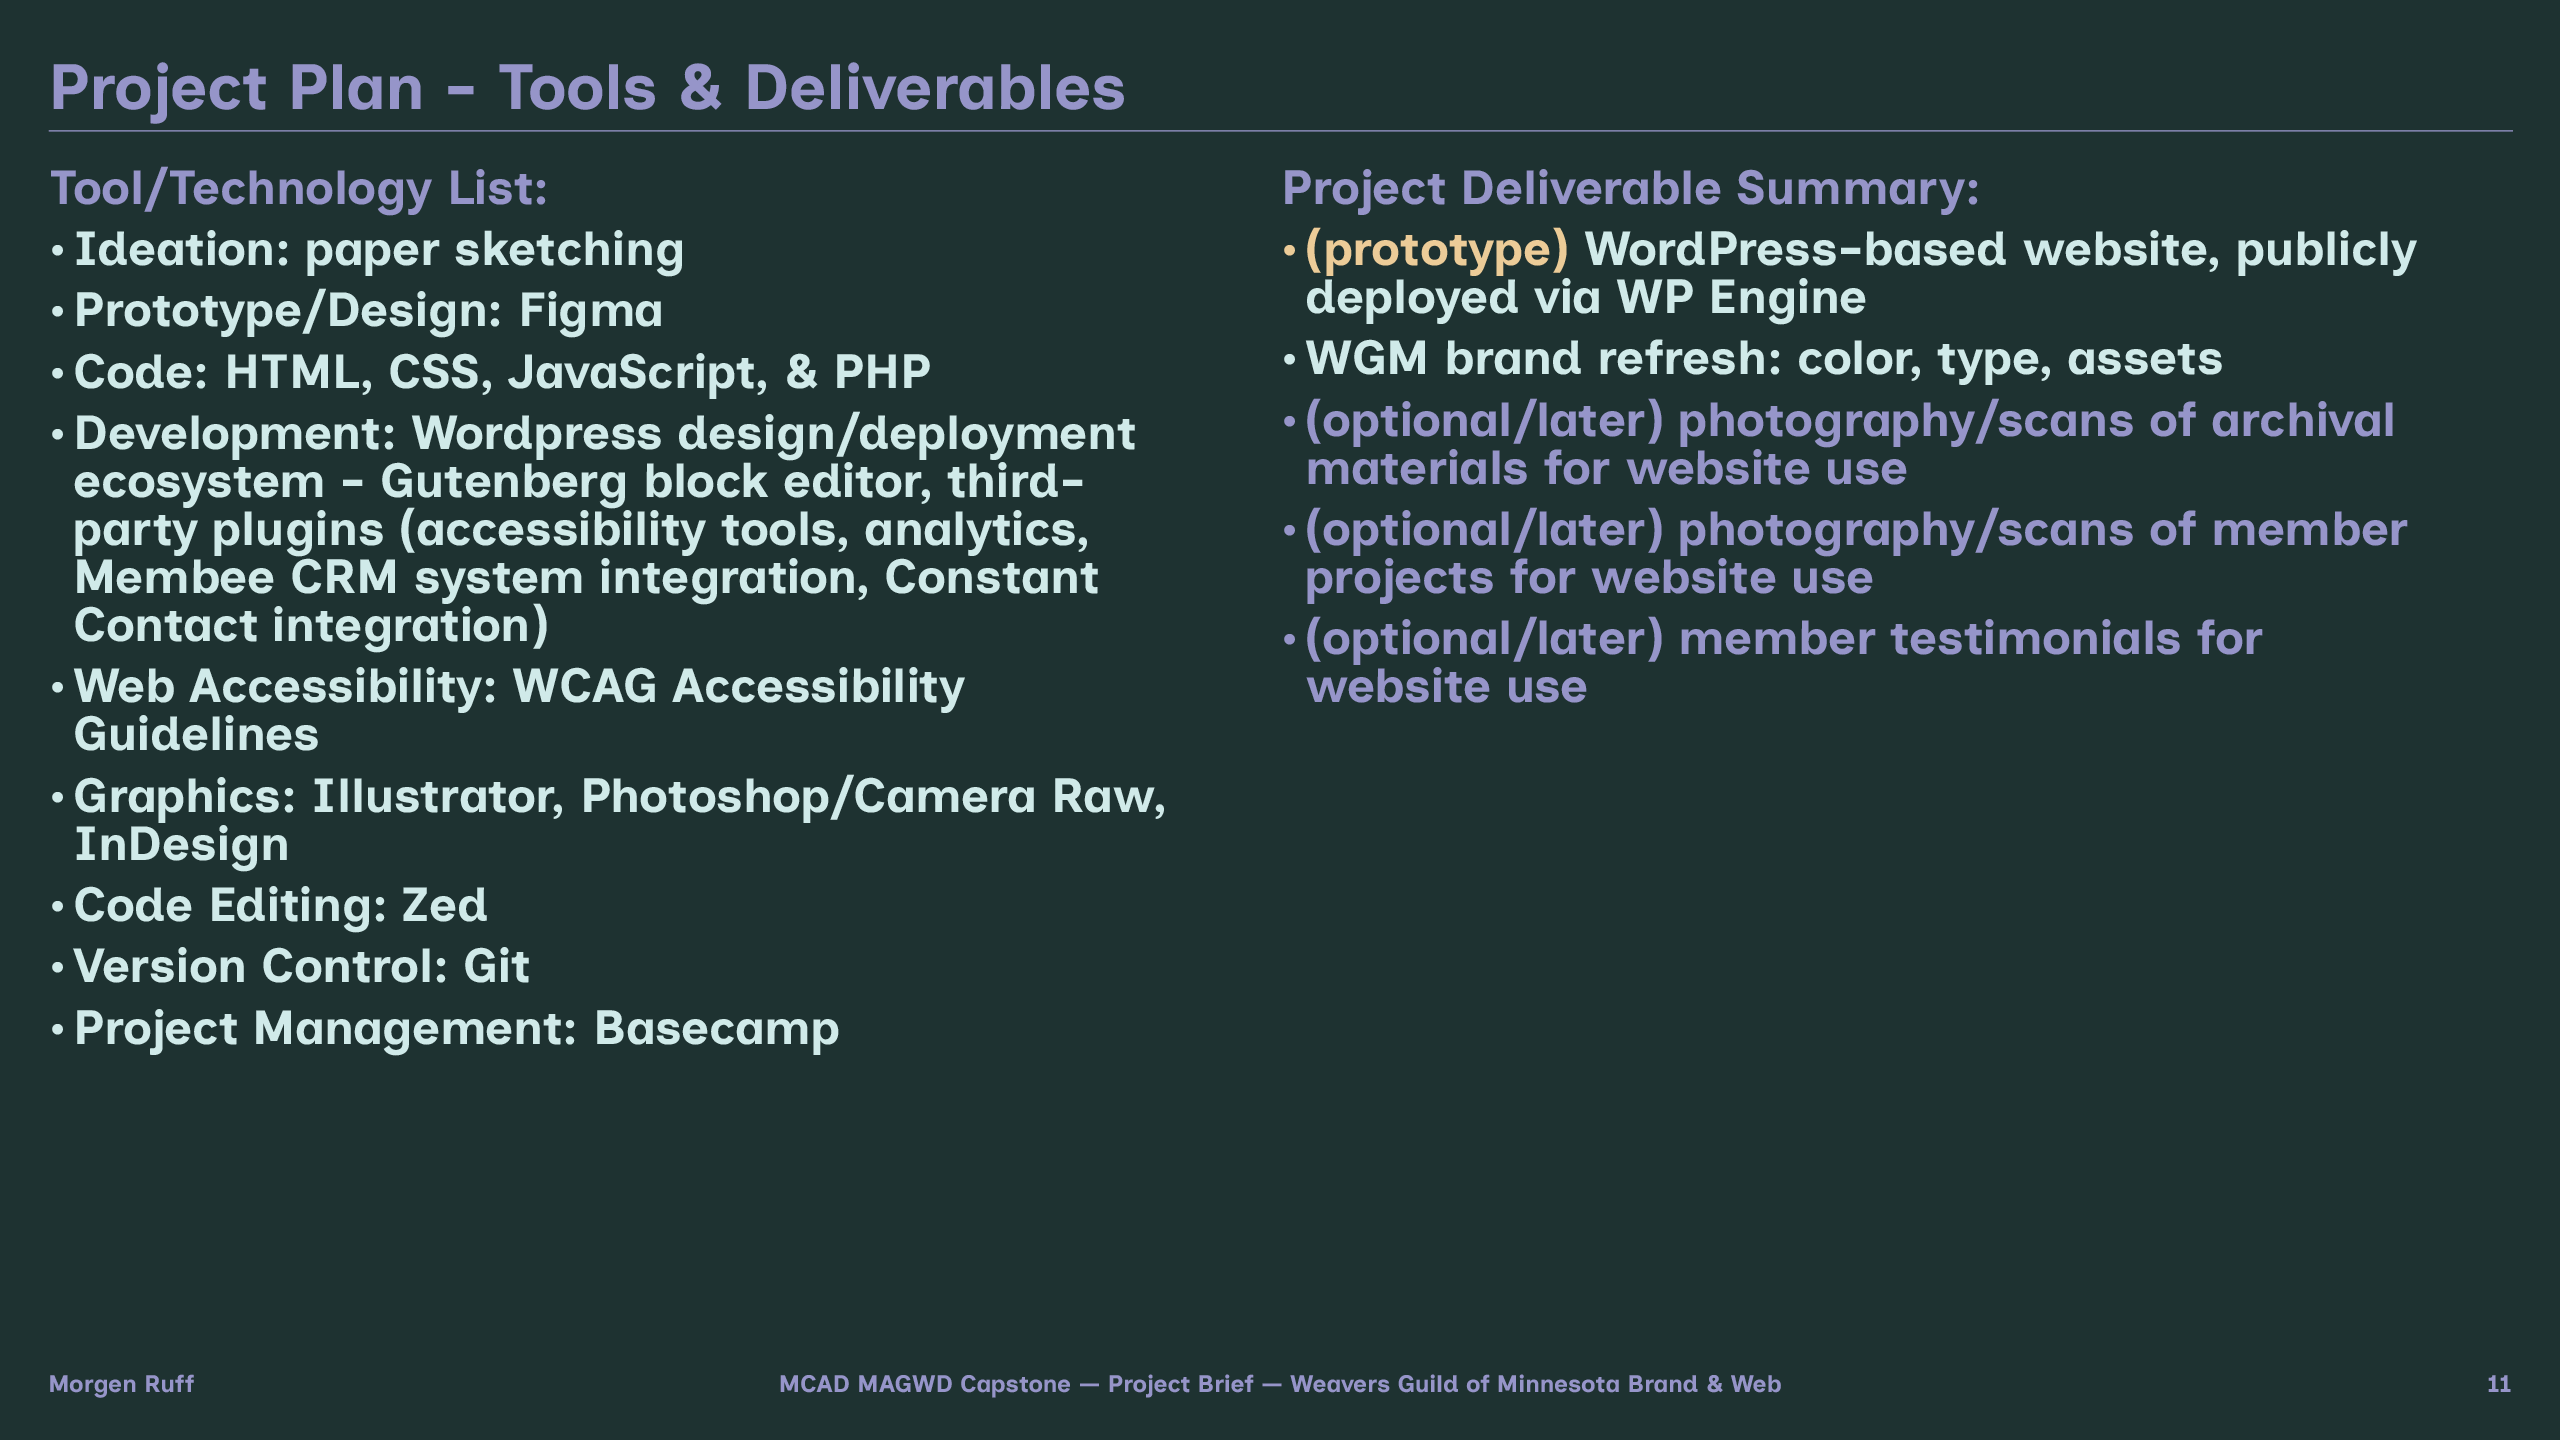 Project Plan - Tools & Deliverables
Tool/Technology List:
• Ideation: paper sketching
• Prototype/Design: Figma
• Code: HTML, CSS, JavaScript, & PHP
• Development: Wordpress design/deployment
ecosystem - Gutenberg block editor, third-
party plugins (accessibility tools, analytics,
Membee CRM system integration, Constant
Contact integration)
• Web Accessibility: WCAG Accessibility
Guidelines
• Graphics: Illustrator, Photoshop/Camera Raw,
InDesign
• Code Editing: Zed
• Version Control: Git
• Project Management: Basecamp
Project Deliverable Summary:
• (prototype) WordPress-based website, publicly
deployed via WP Engine
• WGM brand refresh: color, type, assets
• (optional/later) photography/scans of archival
materials for website use
• (optional/later) photography/scans of member
projects for website use
• (optional/later) member testimonials for
website use
Morgen Ruff
MCAD MAGWD Capstone — Project Brief — Weavers Guild of Minnesota Brand & Web
11